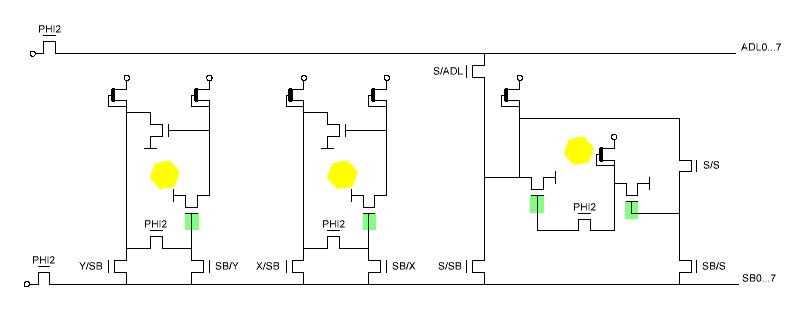 PHI2
ADL0...7
S/ADL
S/S
PHI2
PHI2
PHI2
PHI2
Y/SB
SB/Y
X/SB
SB/X
S/SB
SB/S
SB0...7